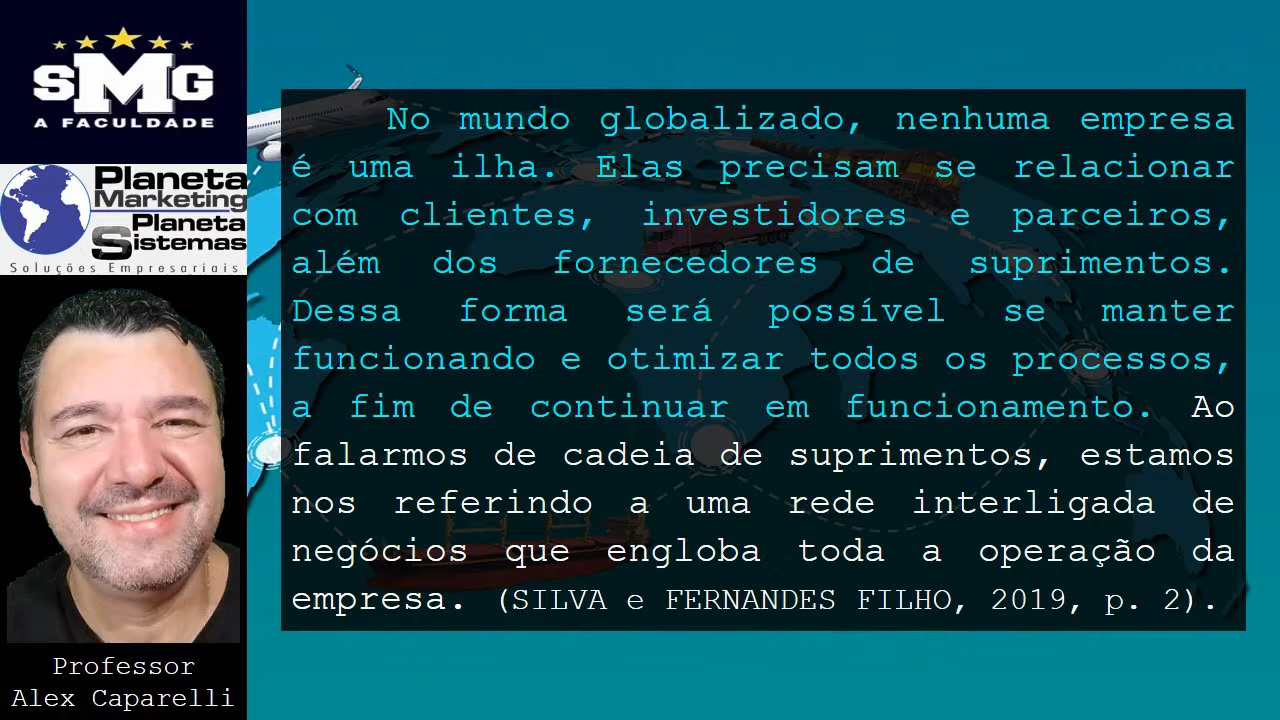 SMG
A FACULDADE
Planeta
Marketing
Planeta
Sistemas
Soluções Empresariais
Professor
Alex Caparelli
No mundo globalizado, nenhuma empresa
é uma ilha. Elas precisam se relacionar
com clientes, investidores e parceiros,
além dos fornecedores de suprimentos.
Dessa forma será possível se manter
funcionando e otimizar todos os processos,
a fim de continuar em funcionamento. Ao
falarmos de cadeia de suprimentos, estamos
nos referindo a uma rede interligada de
negócios que engloba toda a operação da
empresa. (SILVA e FERNANDES FILHO, 2019, p. 2).